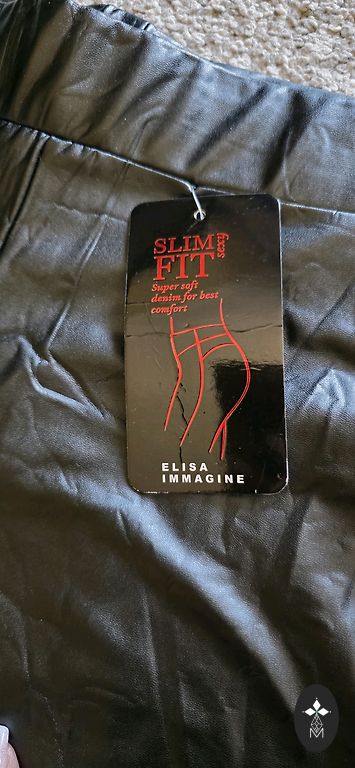 SLIM
sexy
FIT
Super soft
denim for best
comfort
ELISA
IMMAGINE
M